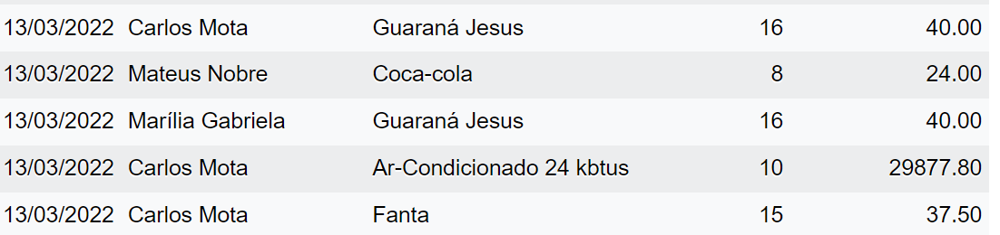 13/03/2022 Carlos Mota Guaraná Jesus 16 40.00
13/03/2022 Mateus Nobre Coca-cola 8 24.00
13/03/2022 Marília Gabriela Guaraná Jesus 16 40.00
13/03/2022 Carlos Mota Ar-Condicionado 24 kbtus 10 29877.80
13/03/2022 Carlos Mota Fanta 15 37.50